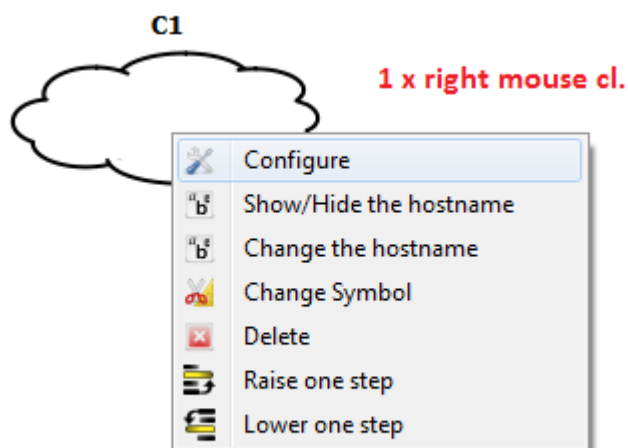 C1
1 x right mouse cl.
Configure
Show/Hide the hostname
Change the hostname
Change Symbol
Delete
Raise one step
Lower one step